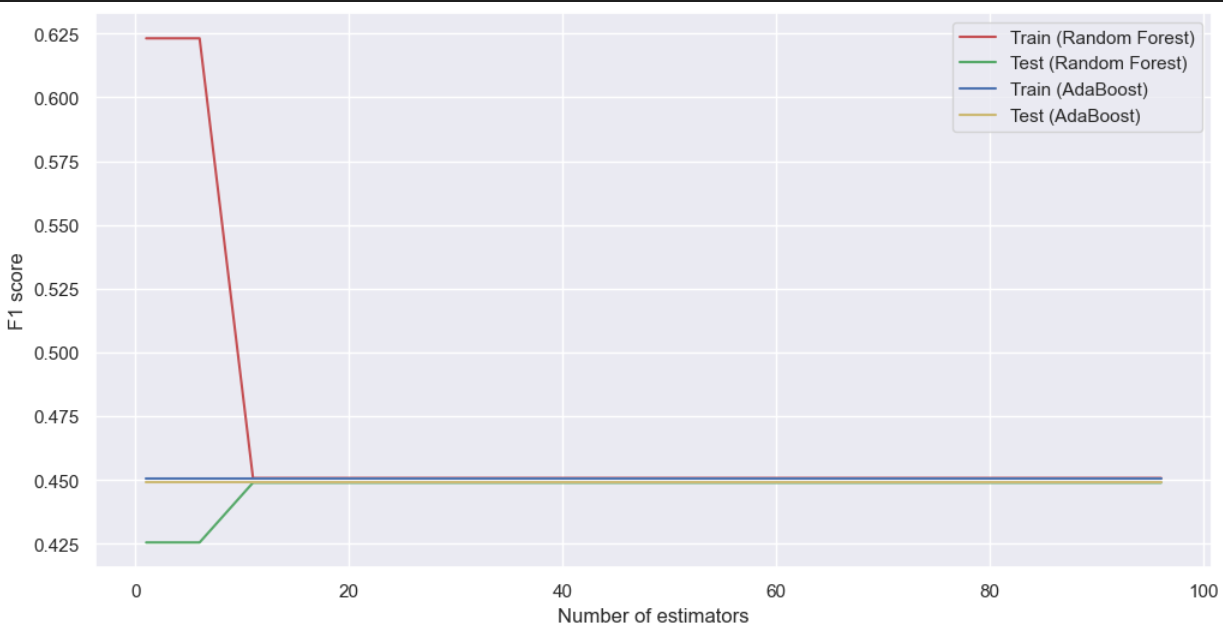 0.625
0.600
0.575
0.550
0.525
0.500
0.475
0.450
0.425
F1 score
Train (Random Forest)
Test (Random Forest)
Train (AdaBoost)
Test (AdaBoost)
0 20 40 60 80 100
Number of estimators